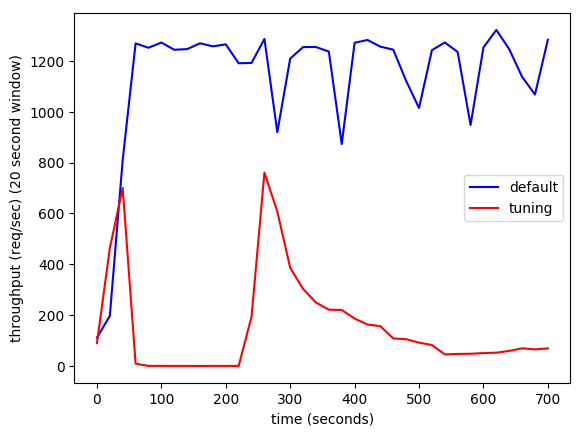 throughput (req/sec) (20 second window)
1200
1000
800
600
400
200
0
default
tuning
0 100 200 300 400 500 600 700
time (seconds)